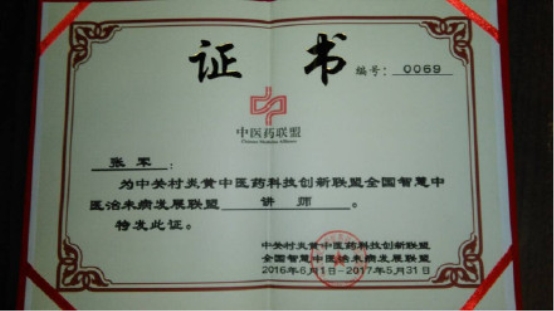 证 书
编号: 0069
中医药联盟
Chinese Medicine Alliance
张 军 :
为中关村炎黄中医药科技创新联盟全国智慧中
医治未病发展联盟 讲 师 。
特发此证。
中关村炎黄中医药科技创新联盟
全国智慧中医治未病发展联盟
2016年6月1日-2017年5月31日